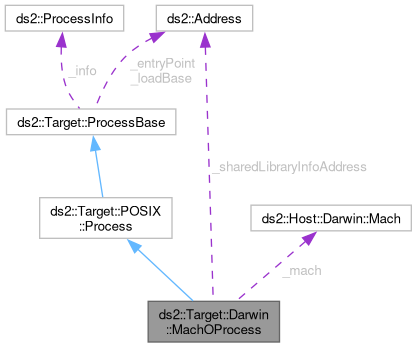 ds2::ProcessInfo
ds2::Address
_info
_entryPoint
_loadBase
ds2::Target::ProcessBase
_sharedLibraryInfoAddress
ds2::Target::POSIX
::Process
ds2::Host::Darwin::Mach
_mach
ds2::Target::Darwin
::MachOProcess